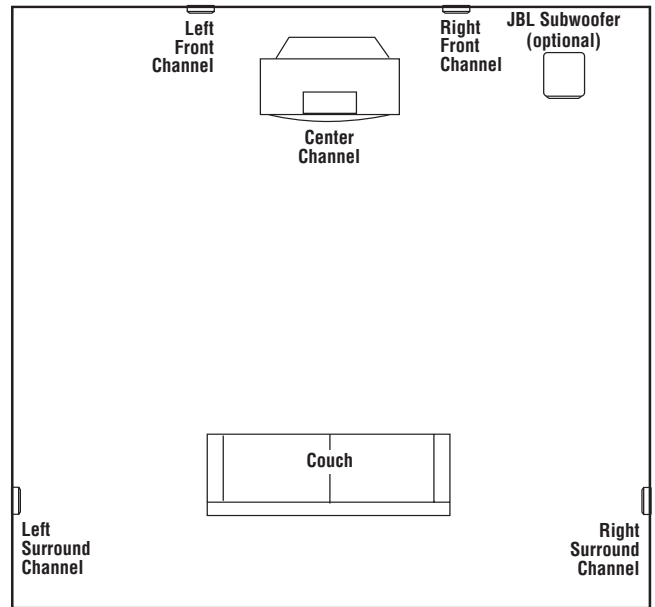 Left
Front
Channel
Right
Front
Channel
JBL Subwoofer
(optional)
Center
Channel
Couch
Left
Surround
Channel
Right
Surround
Channel